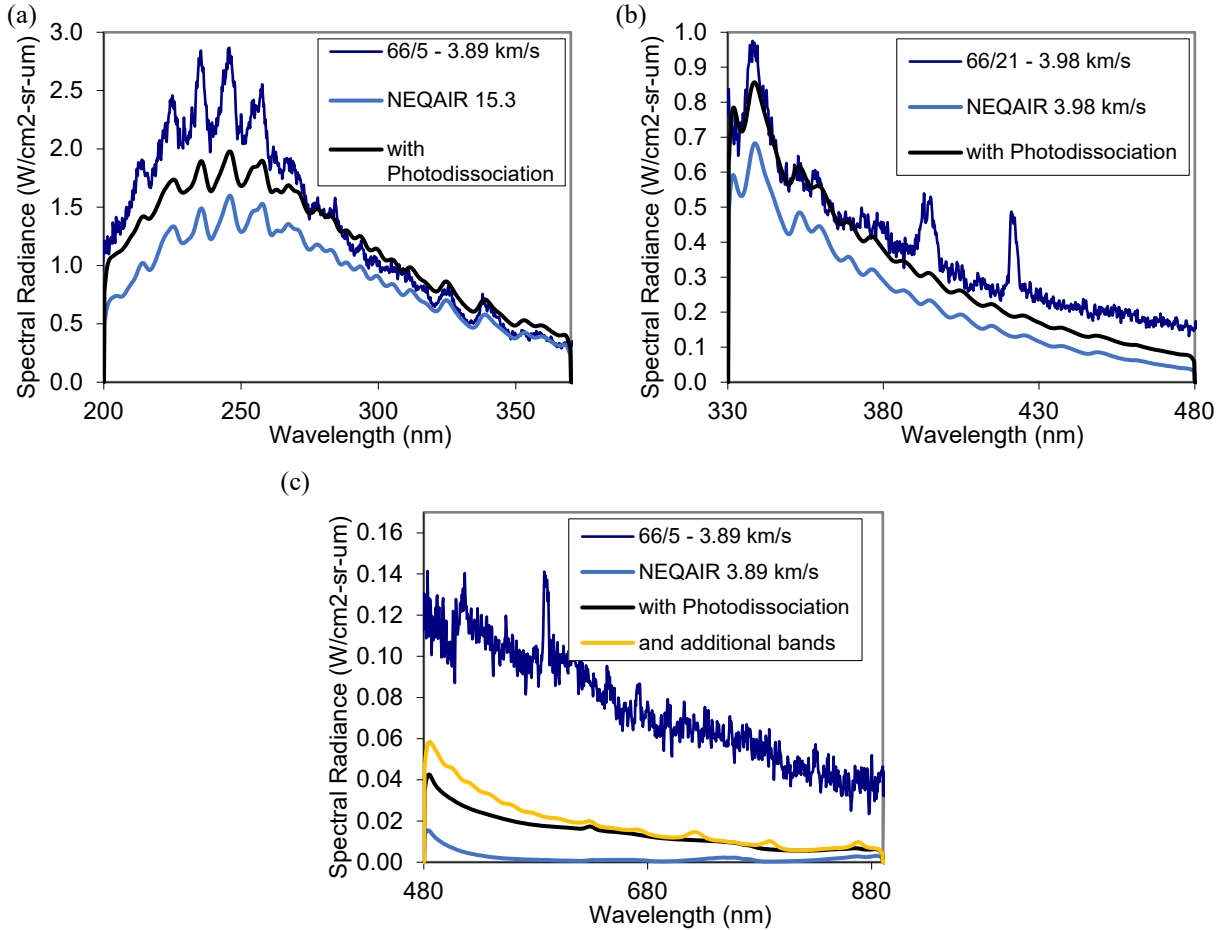 (a)
Spectral Radiance (W/cm2-sr-um)
3.0
2.5
2.0
1.5
1.0
0.5
0.0
66/5 - 3.89 km/s
NEQAIR 15.3
with
Photodissociation
200
250
300
350
Wavelength (nm)
(b)
Spectral Radiance (W/cm2-sr-um)
1.0
0.9
0.8
0.7
0.6
0.5
0.4
0.3
0.2
0.1
0.0
66/21 - 3.98 km/s
NEQAIR 3.98 km/s
with Photodissociation
330
380
430
480
Wavelength (nm)
(c)
Spectral Radiance (W/cm2-sr-um)
0.16
0.14
0.12
0.10
0.08
0.06
0.04
0.02
0.00
66/5 - 3.89 km/s
NEQAIR 3.89 km/s
with Photodissociation
and additional bands
480
680
880
Wavelength (nm)